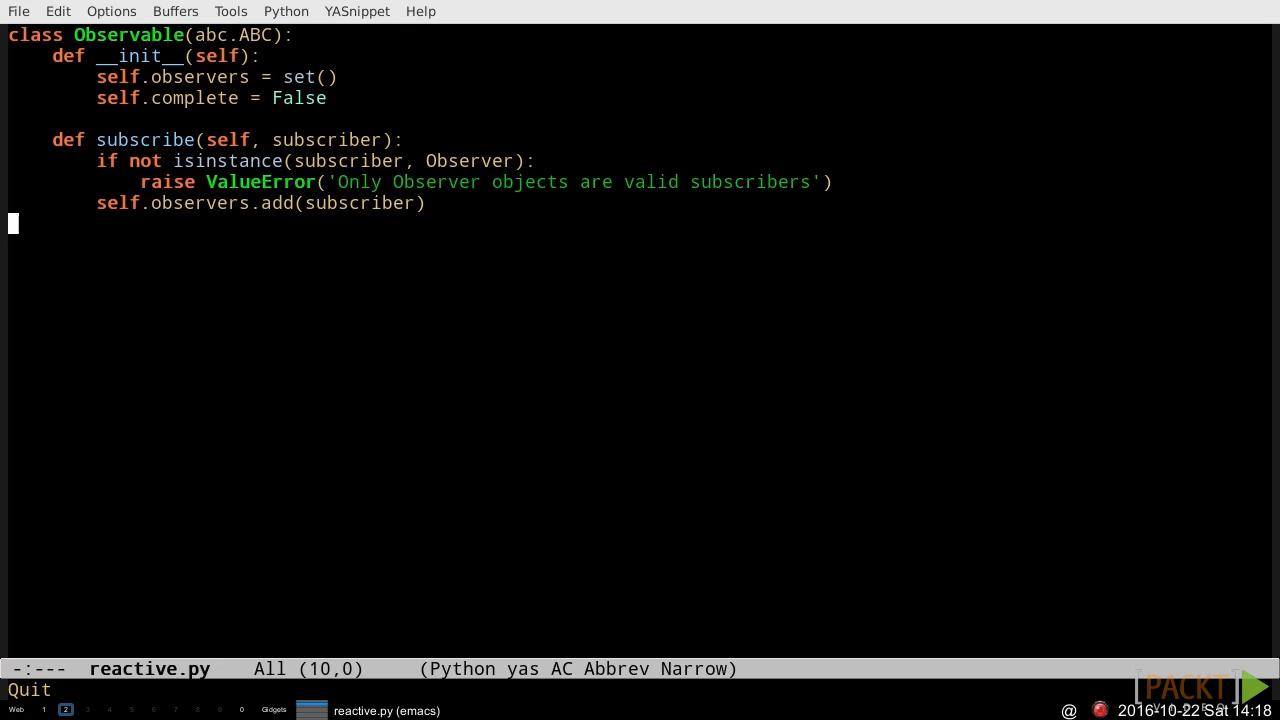 File Edit Options Buffers Tools Python YASnippet Help
class Observable(abc.ABC):
    def __init__(self):
        self.observers = set()
        self.complete = False
    def subscribe(self, subscriber):
        if not isinstance(subscriber, Observer):
            raise ValueError('Only Observer objects are valid subscribers')
        self.observers.add(subscriber)
-:--- reactive.py All (10,0) (Python yas AC Abbrev Narrow)
Quit
[PACKT]
Web 1 2 3 4 5 6 7 8 9 0 Gidgets reactive.py (emacs) @ 2016-10-22 Sat 14:18